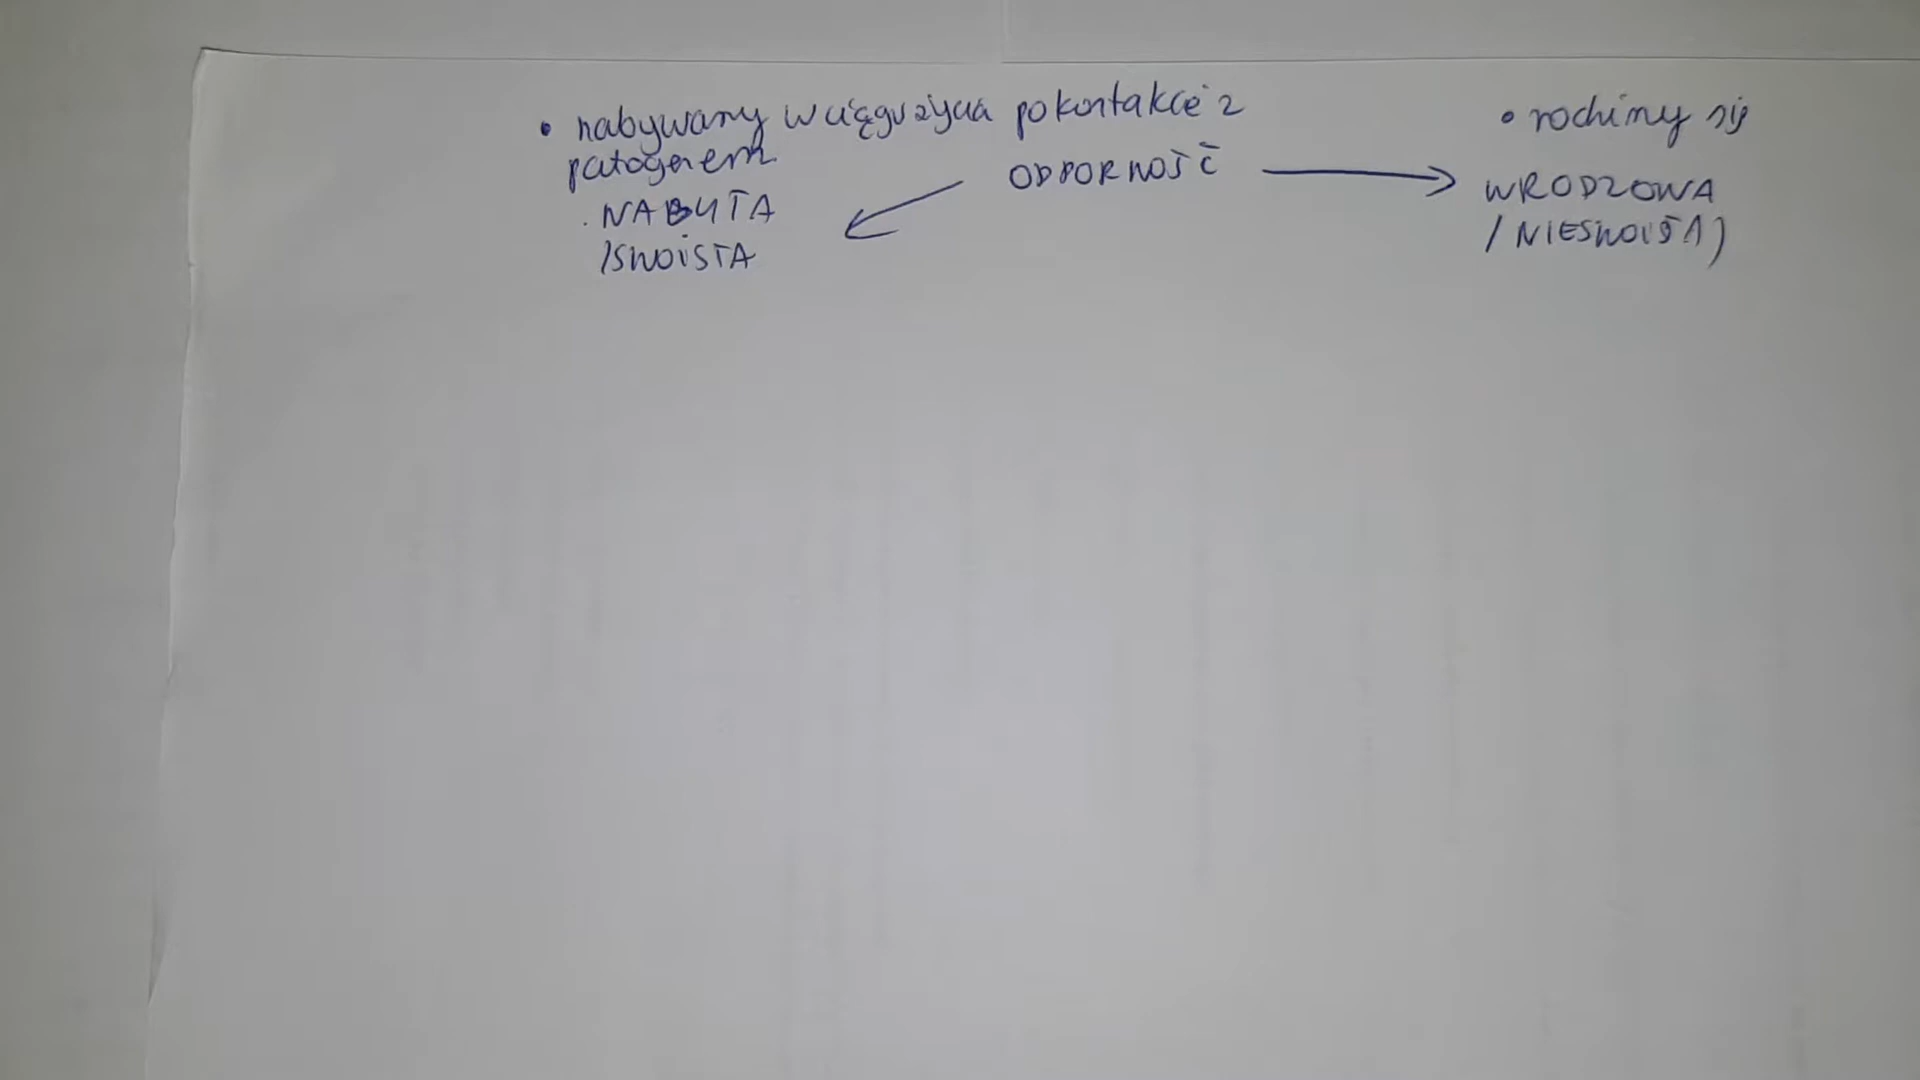 • nabywany w ciągu życia po kontakcie z
patogenem
ODPORNOŚĆ
. NABYTA
/SWOISTA
• rodzimy się
WRODZONA
/NIESWOISTA)